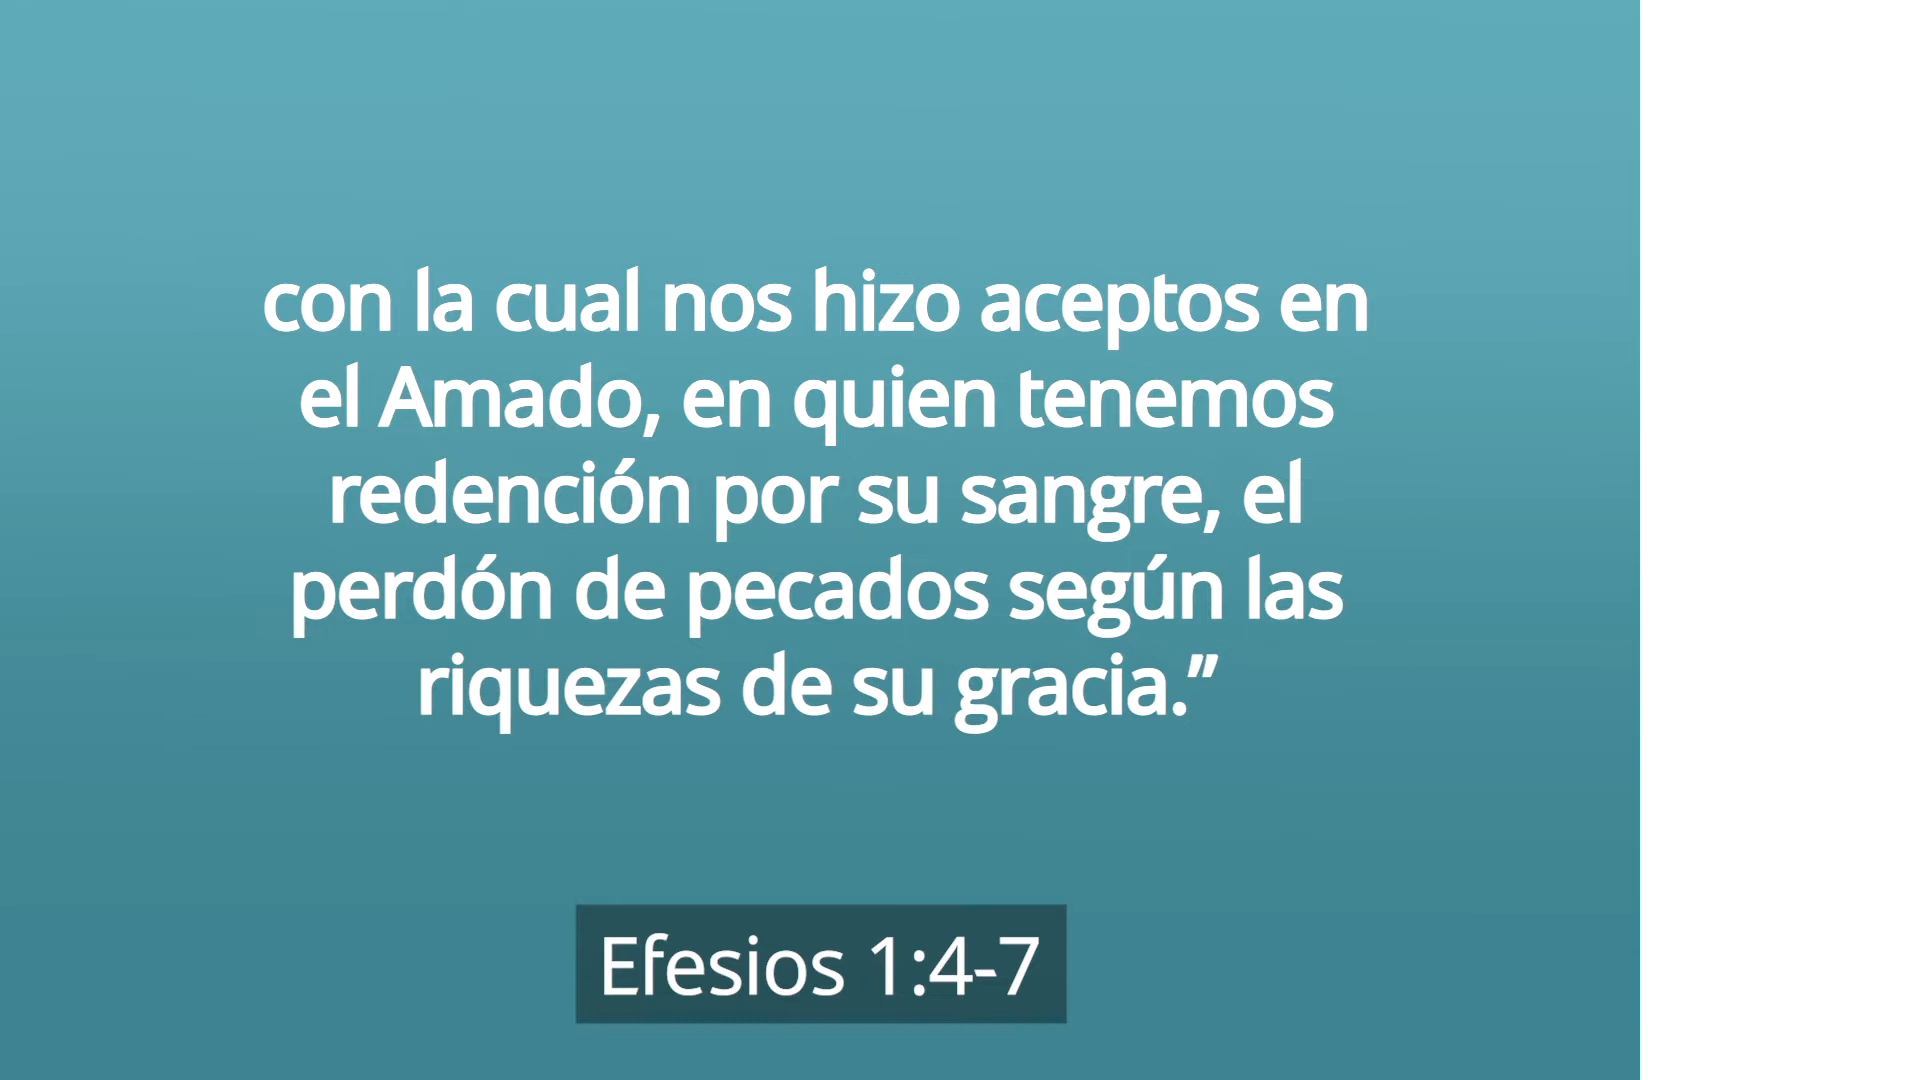 con la cual nos hizo aceptos en
el Amado, en quien tenemos
redención por su sangre, el
perdón de pecados según las
riquezas de su gracia.”
Efesios 1:4-7